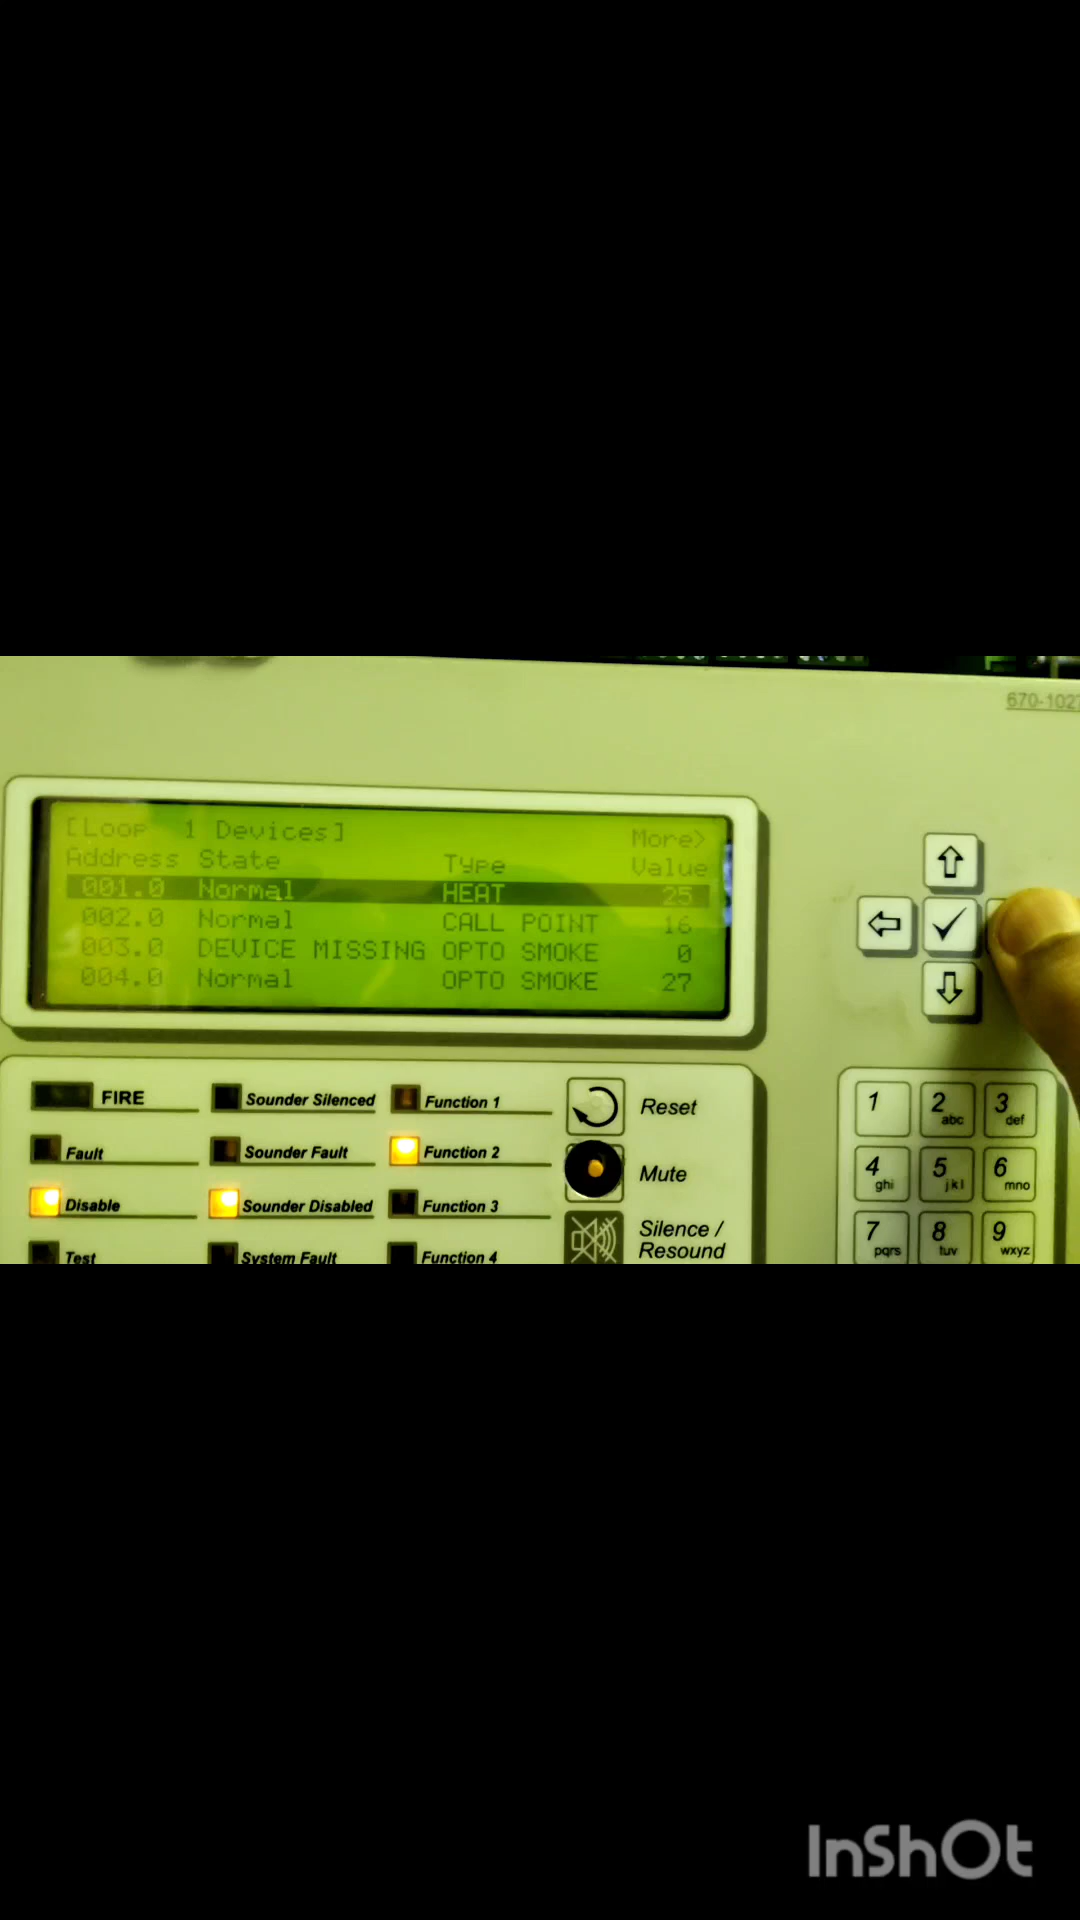 670-102
[Loop 1 Devices] More>
Address State Type Value
001.0 Normal HEAT 25
002.0 Normal CALL POINT 16
003.0 DEVICE MISSING OPTO SMOKE 0
004.0 Normal OPTO SMOKE 27
FIRE
Fault
Disable
Test
Sounder Silenced
Sounder Fault
Sounder Disabled
System Fault
Function 1
Function 2
Function 3
Function 4
Reset
Mute
Silence /
Resound
1 2 abc 3 def
4 ghi 5 jkl 6 mno
7 pqrs 8 tuv 9 wxyz
InShOt